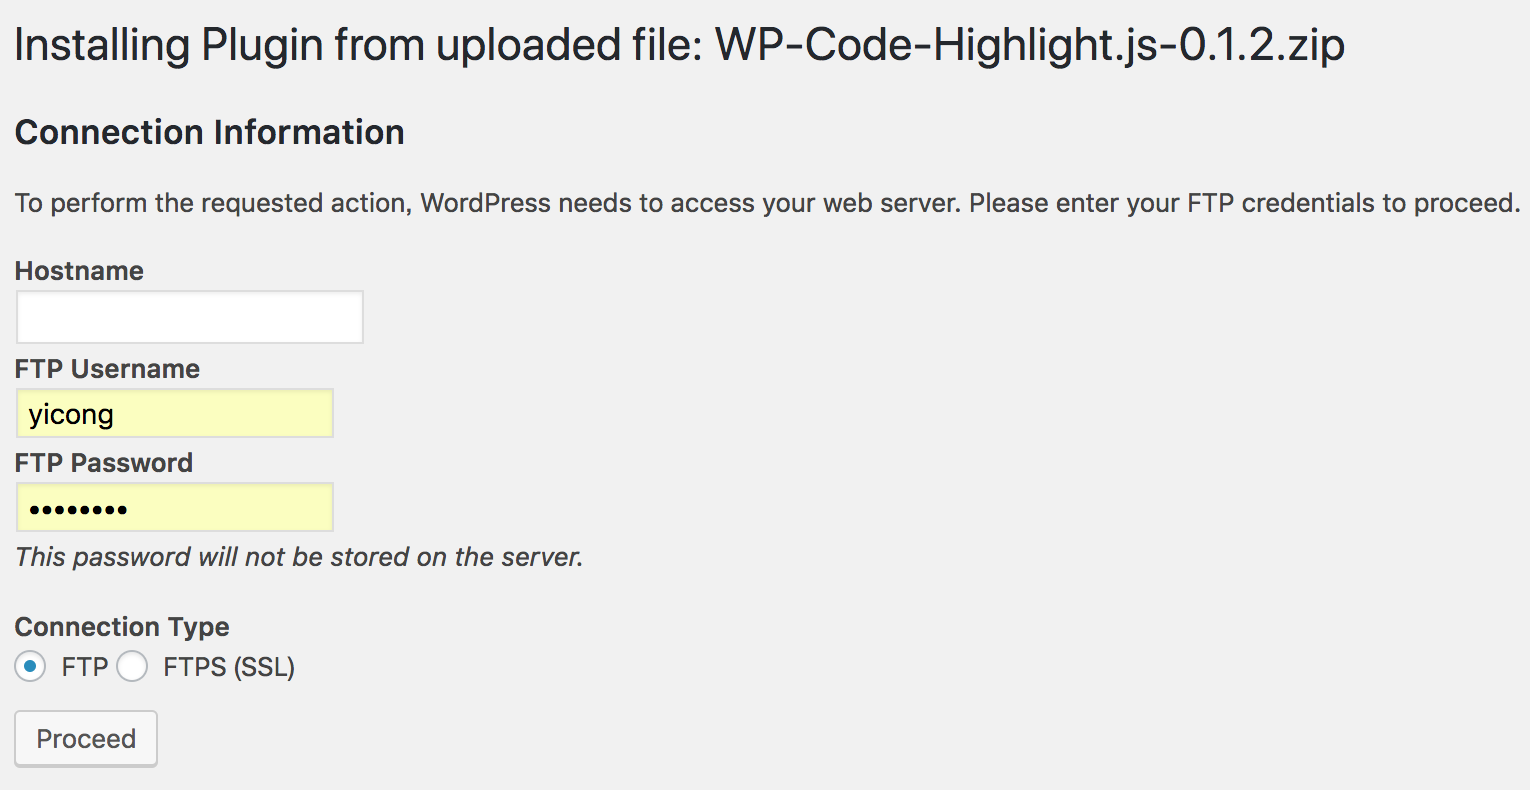 Installing Plugin from uploaded file: WP-Code-Highlight.js-0.1.2.zip
Connection Information
To perform the requested action, WordPress needs to access your web server. Please enter your FTP credentials to proceed.
Hostname
FTP Username
yicong
FTP Password
••••••••
This password will not be stored on the server.
Connection Type
FTP FTPS (SSL)
Proceed